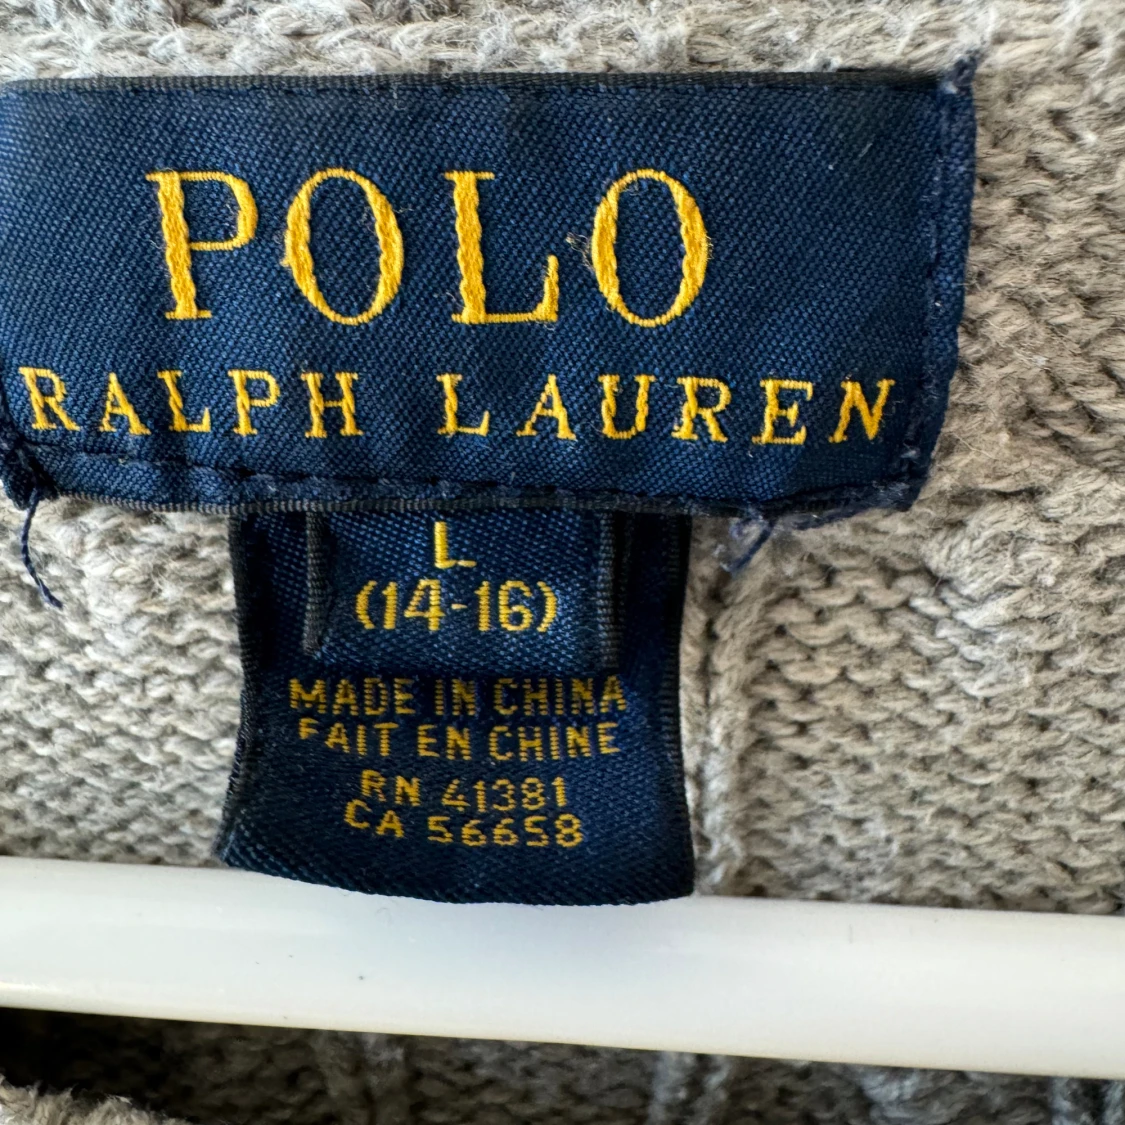 POLO
RALPH LAUREN
L
(14-16)
MADE IN CHINA
FAIT EN CHINE
RN 41381
CA 56658